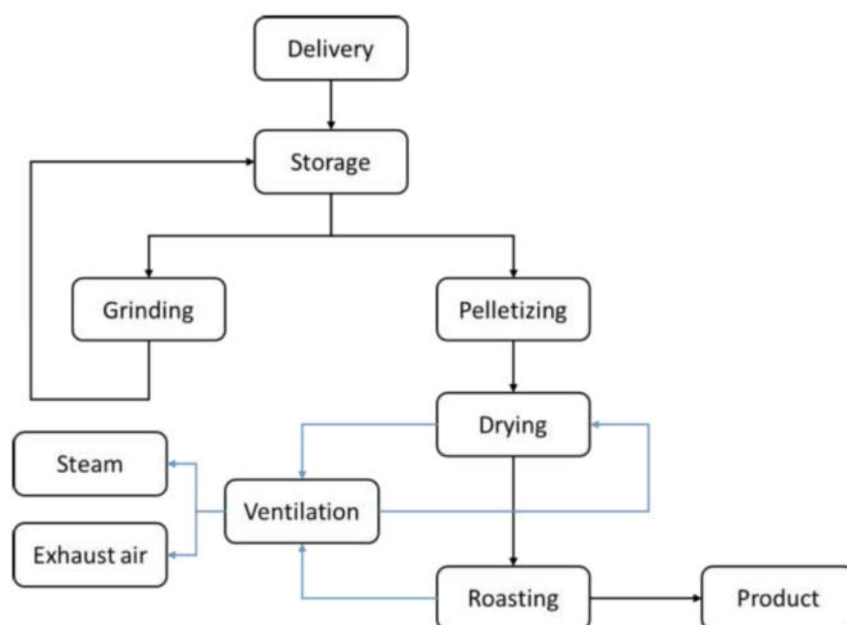 Delivery
Storage
Grinding
Pelletizing
Drying
Steam
Ventilation
Exhaust air
Roasting
Product